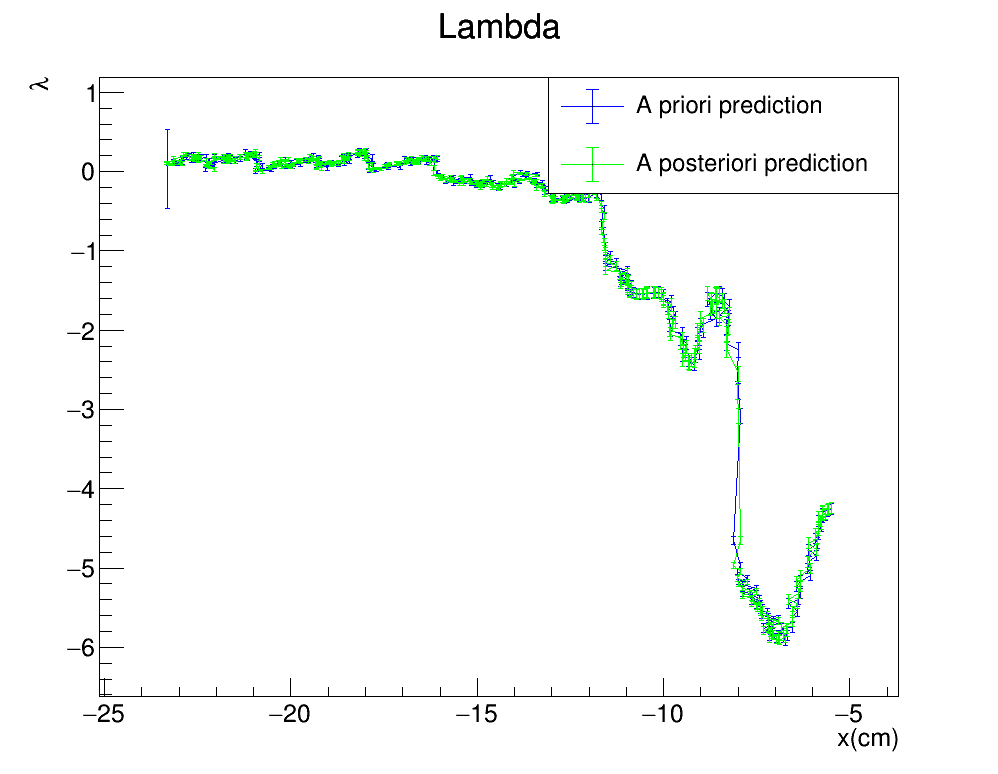 Lambda
λ
A priori prediction
A posteriori prediction
1
0
−1
−2
−3
−4
−5
−6
−25 −20 −15 −10 −5
x(cm)